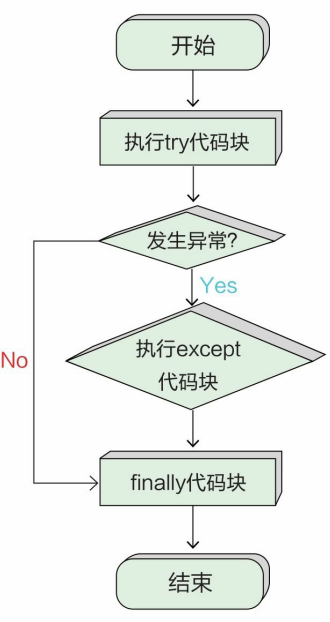 开始
执行try代码块
发生异常?
Yes
No
执行except
代码块
finally代码块
结束